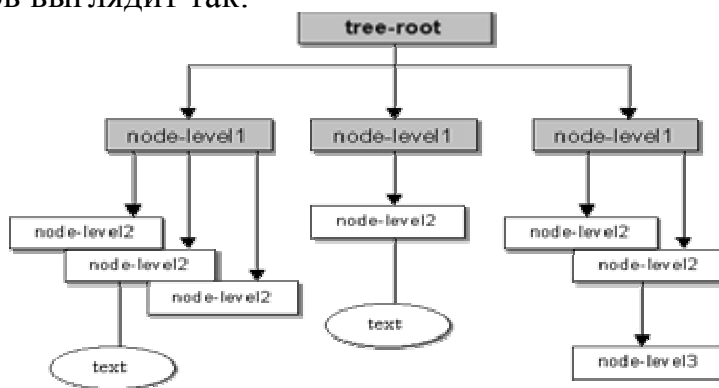 ов выглядит так:
tree-root
node-level1 node-level1 node-level1
node-level2 node-level2 node-level2
node-level2 node-level2
node-level2
text
text node-level3